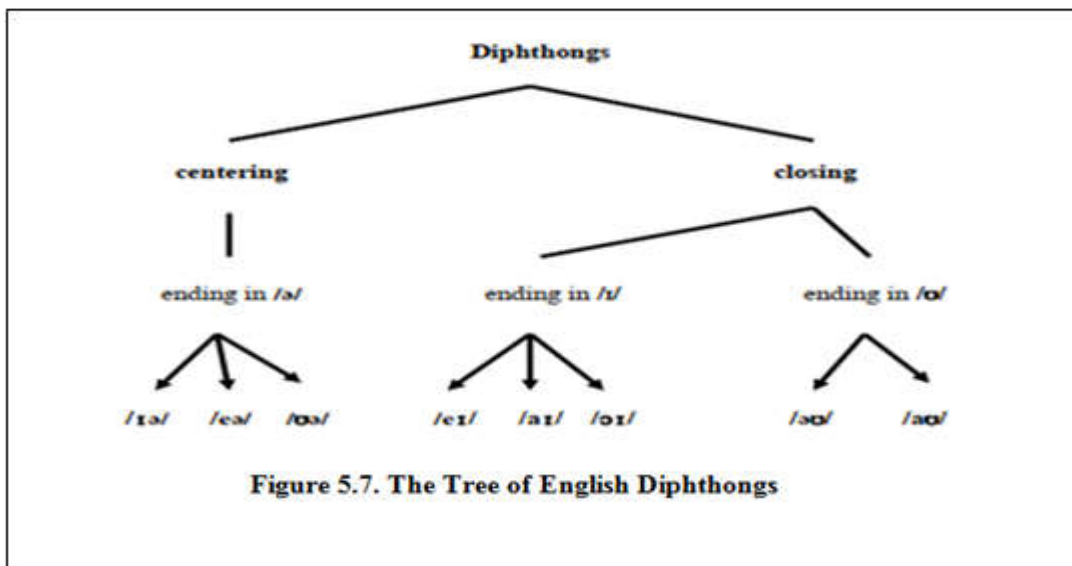 Diphthongs
centering closing
ending in /ə/ ending in /ɪ/ ending in /ʊ/
/ɪə/ /eə/ /ʊə/ /eɪ/ /aɪ/ /ɔɪ/ /əʊ/ /aʊ/
Figure 5.7. The Tree of English Diphthongs